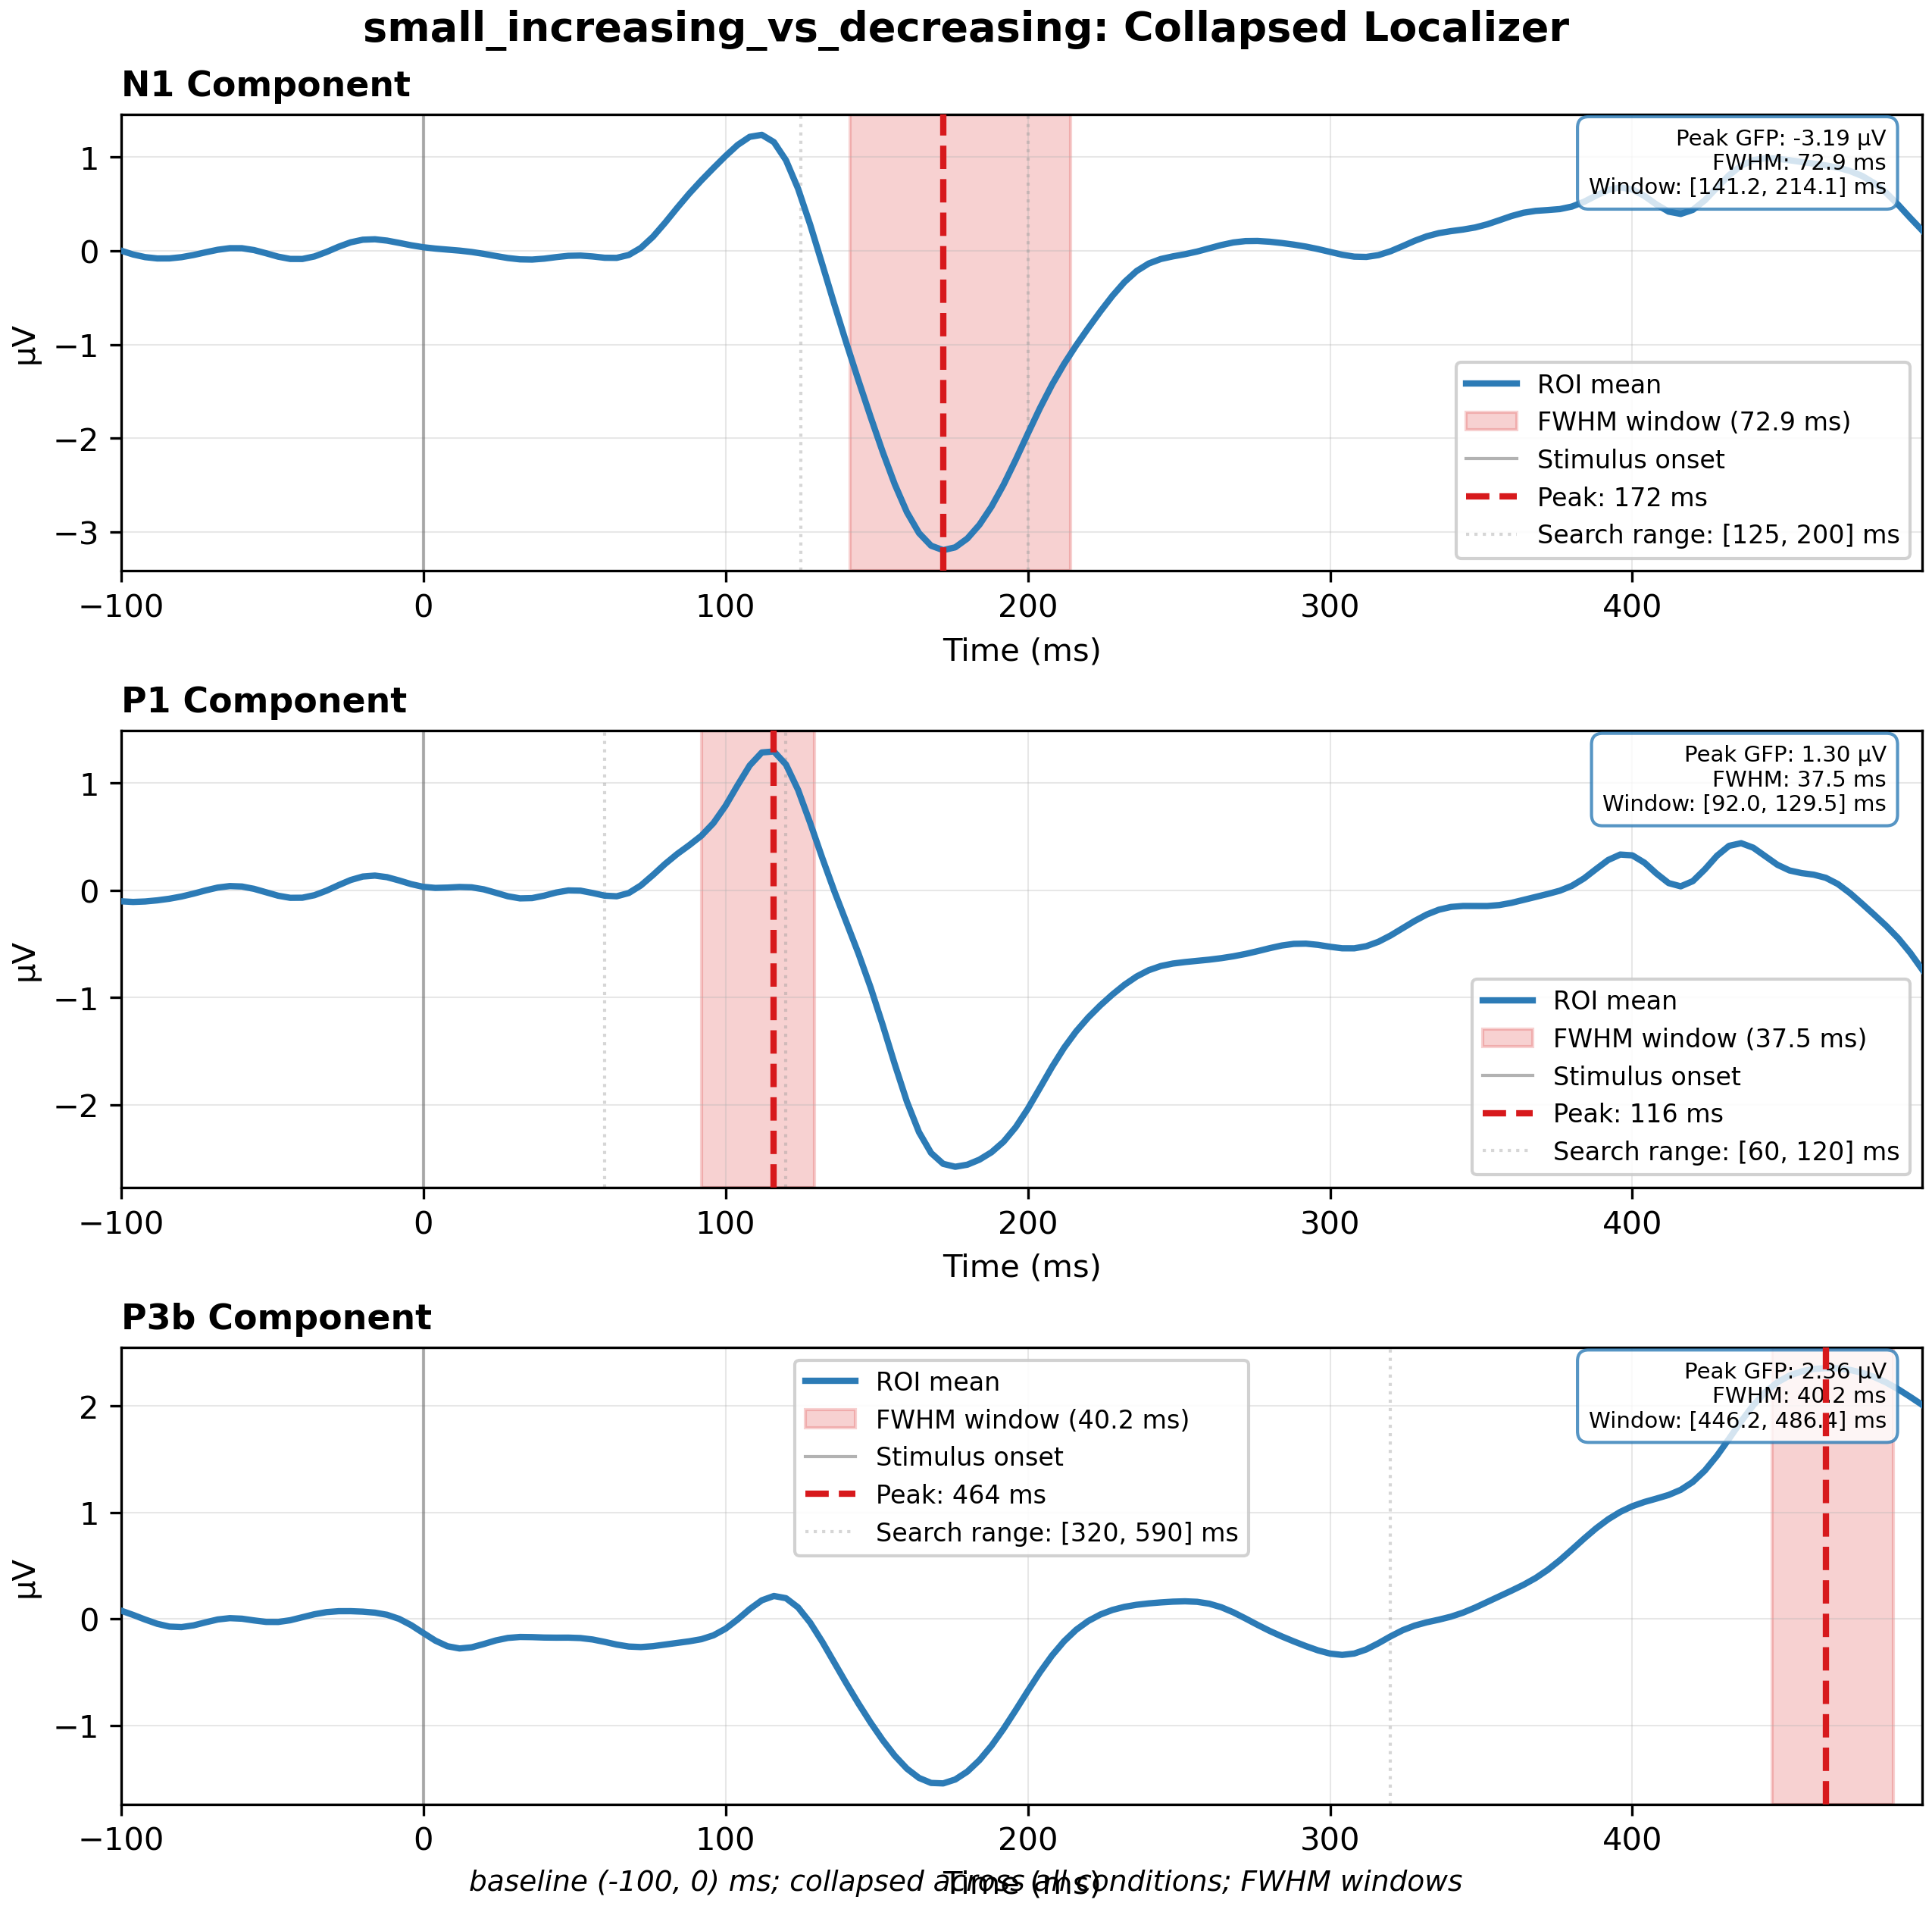 small_increasing_vs_decreasing: Collapsed Localizer
N1 Component
Peak GFP: -3.19 µV
FWHM: 72.9 ms
Window: [141.2, 214.1] ms
1
0
−1
−2
−3
µV
ROI mean
FWHM window (72.9 ms)
Stimulus onset
Peak: 172 ms
Search range: [125, 200] ms
−100 0 100 200 300 400
Time (ms)
P1 Component
Peak GFP: 1.30 µV
FWHM: 37.5 ms
Window: [92.0, 129.5] ms
1
0
−1
−2
µV
ROI mean
FWHM window (37.5 ms)
Stimulus onset
Peak: 116 ms
Search range: [60, 120] ms
−100 0 100 200 300 400
Time (ms)
P3b Component
Peak GFP: 2.36 µV
FWHM: 40.2 ms
Window: [446.2, 486.4] ms
2
1
0
−1
µV
ROI mean
FWHM window (40.2 ms)
Stimulus onset
Peak: 464 ms
Search range: [320, 590] ms
−100 0 100 200 300 400
Time (ms)
baseline (-100, 0) ms; collapsed across all conditions; FWHM windows